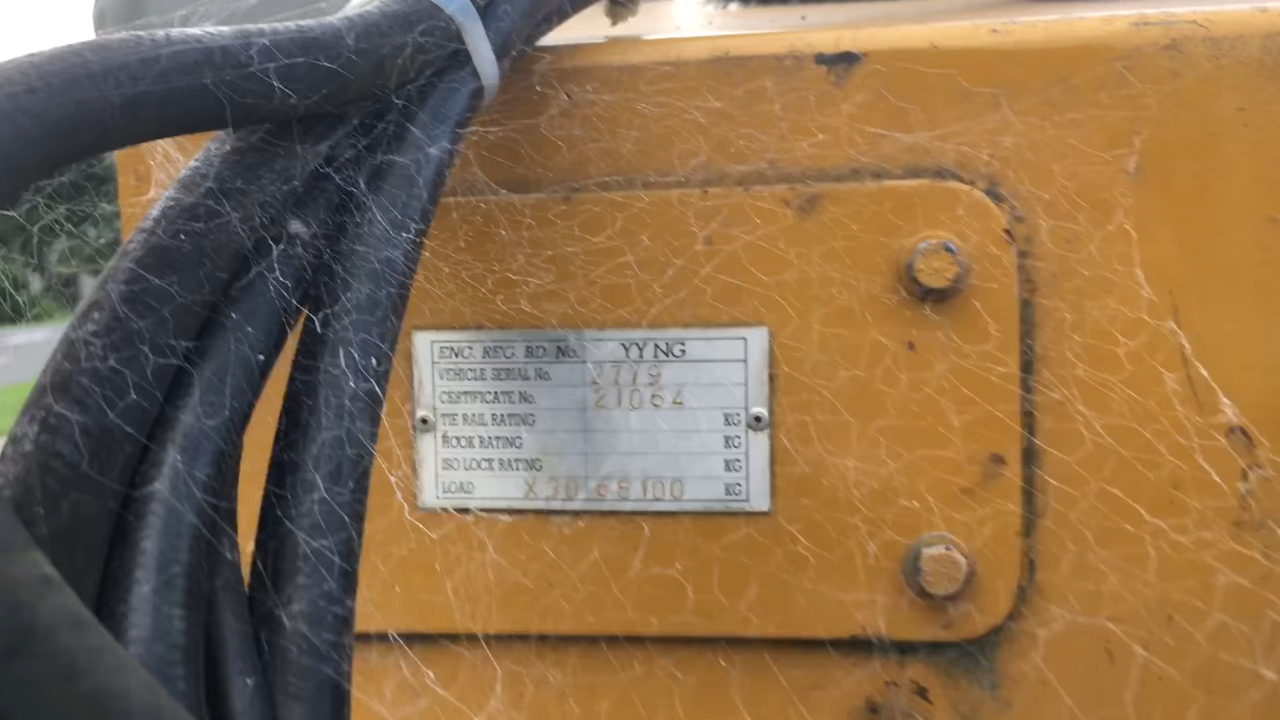 ENG. REG. BD. No. YY NG
VEHICLE SERIAL No. 2779
CERTIFICATE No. 21064
TIE RAIL RATING KG
HOOK RATING KG
ISO LOCK RATING KG
LOAD KG